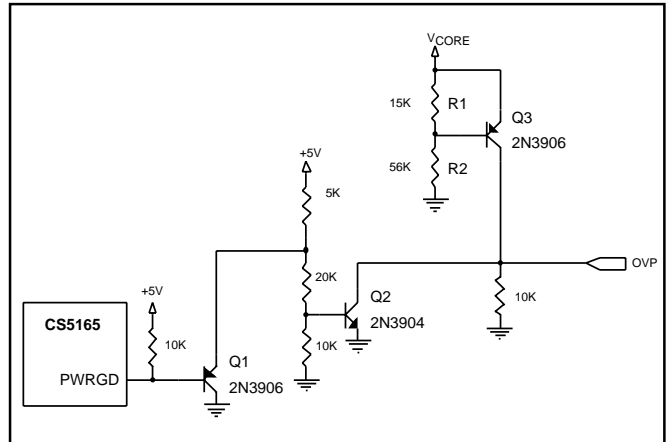 VCORE
15K
R1
Q3
2N3906
56K
R2
+5V
5K
20K
Q2
2N3904
OVP
10K
+5V
10K
10K
CS5165
PWRGD
Q1
2N3906